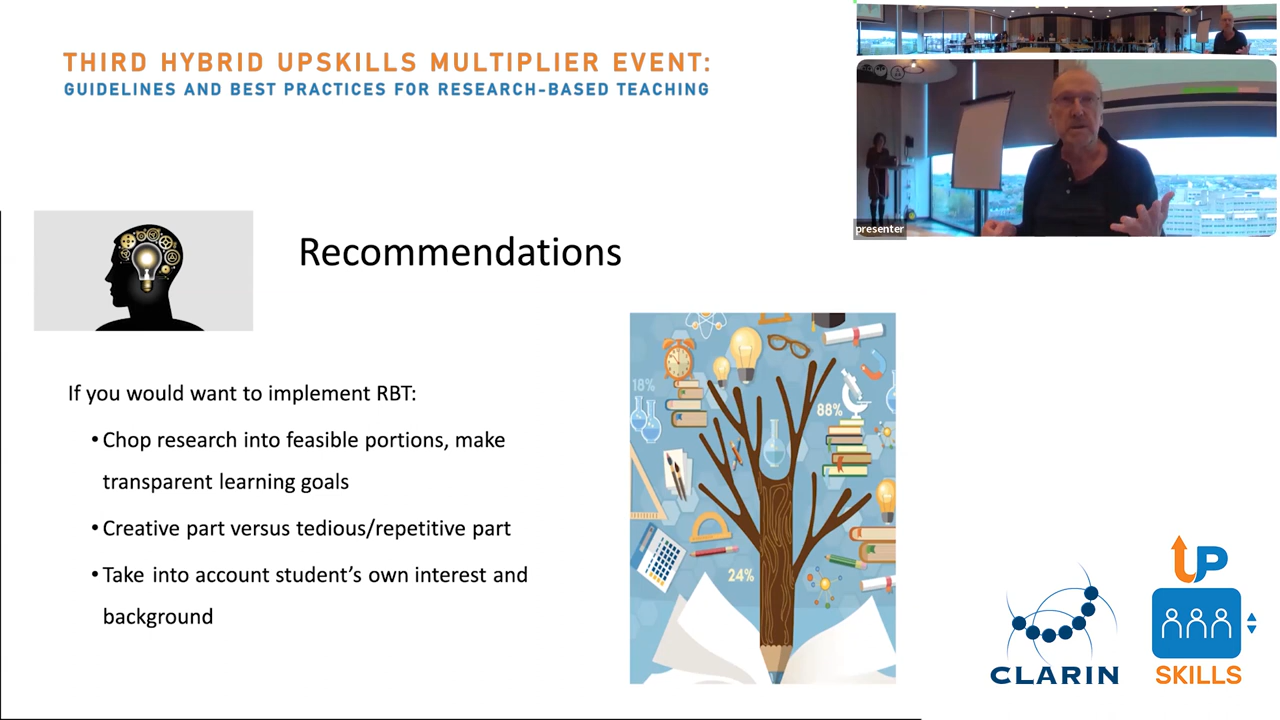 THIRD HYBRID UPSKILLS MULTIPLIER EVENT:
GUIDELINES AND BEST PRACTICES FOR RESEARCH-BASED TEACHING
presenter
Recommendations
If you would want to implement RBT:
• Chop research into feasible portions, make
transparent learning goals
• Creative part versus tedious/repetitive part
• Take into account student’s own interest and
background
18%
88%
24%
CLARIN
UP
SKILLS